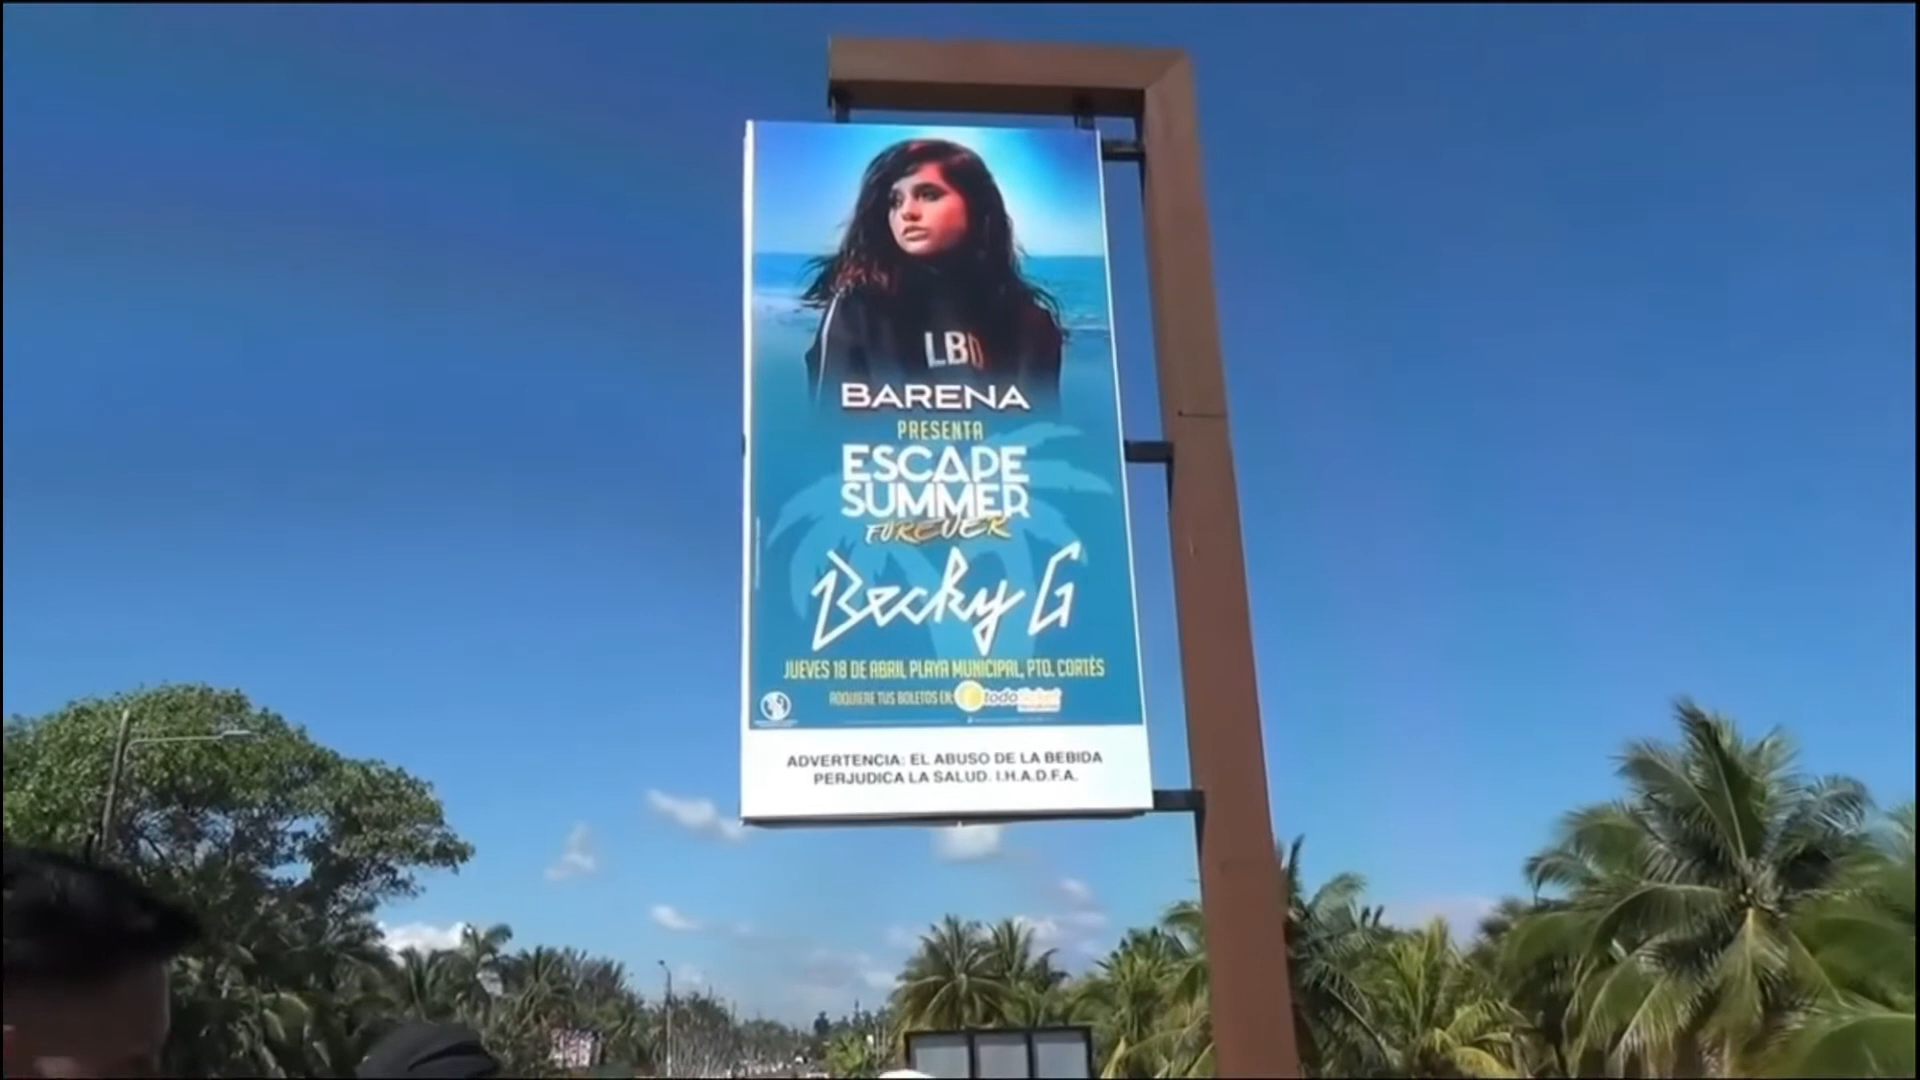 LBD
BARENA
PRESENTA
ESCAPE
SUMMER
FOREVER
Becky G
JUEVES 18 DE ABRIL PLAYA MUNICIPAL, PTO. CORTÉS
ADQUIERE TUS BOLETOS EN: todoticket
ADVERTENCIA: EL ABUSO DE LA BEBIDA
PERJUDICA LA SALUD. I.H.A.D.F.A.